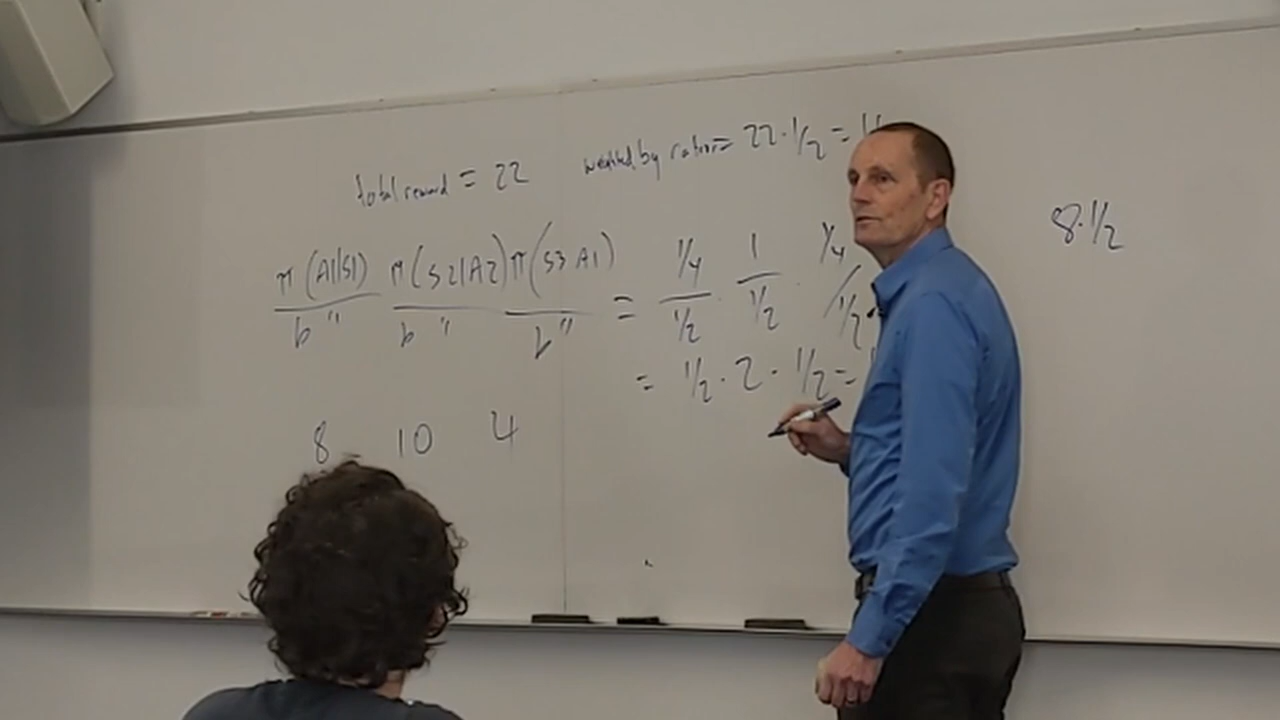 total reward = 22 weighted by ratio = 22·1/2 =
8·1/2
π(A1|S1) π(S2|A2) π(S3 A1) = 1/4 1 1/4
b " b " b " 1/2 · 1/2 · 1/2
= 1/2 · 2 · 1/2 =
8 10 4